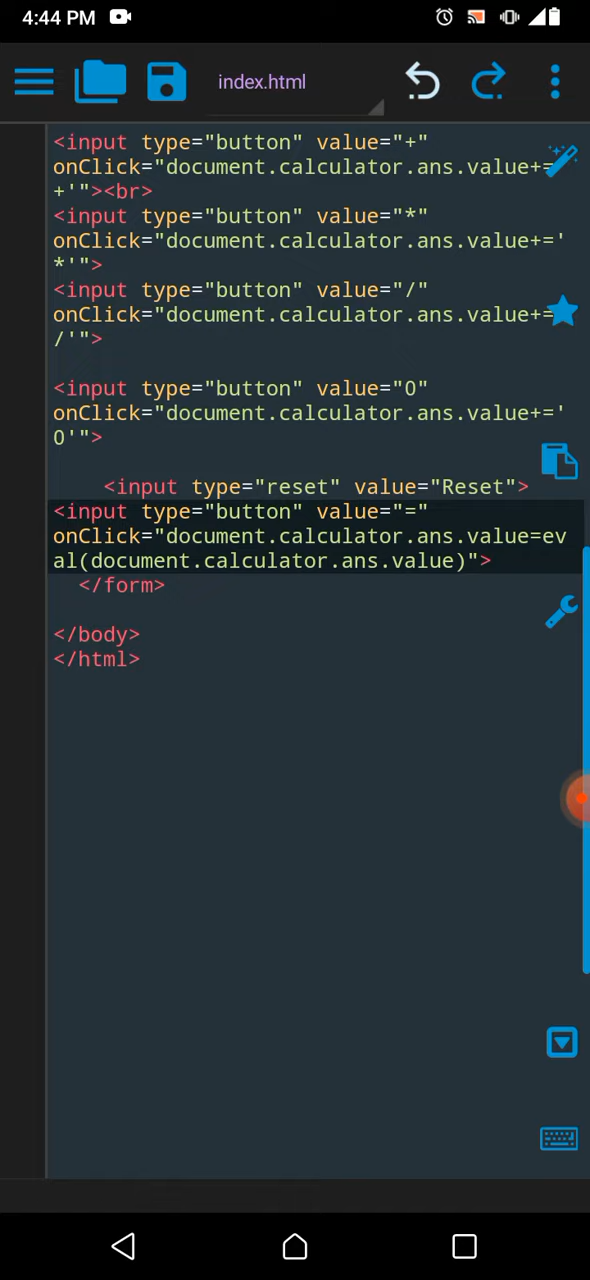 4:44 PM
index.html
<input type="button" value="+"
onClick="document.calculator.ans.value+=
+'"><br>
<input type="button" value="*"
onClick="document.calculator.ans.value+='
*'">
<input type="button" value="/"
onClick="document.calculator.ans.value+=
/'">
<input type="button" value="0"
onClick="document.calculator.ans.value+='
0'">
<input type="reset" value="Reset">
<input type="button" value="="
onClick="document.calculator.ans.value=ev
al(document.calculator.ans.value)">
</form>
</body>
</html>